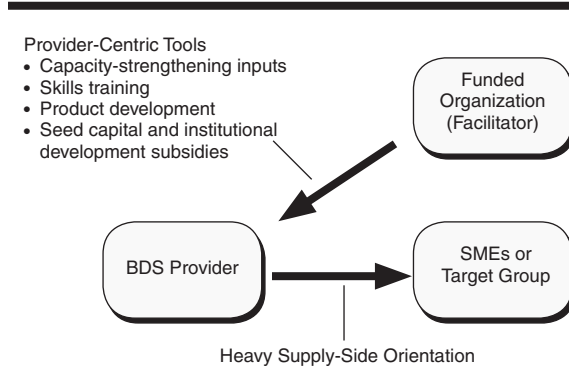 Provider-Centric Tools
• Capacity-strengthening inputs
• Skills training
• Product development
• Seed capital and institutional
development subsidies
Funded
Organization
(Facilitator)
BDS Provider
SMEs or
Target Group
Heavy Supply-Side Orientation